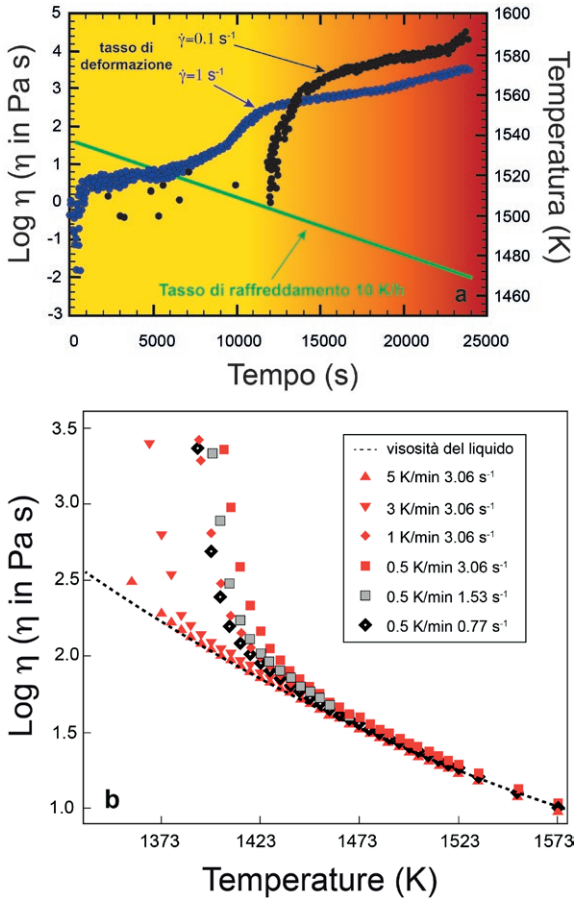 5
4
3
2
1
0
-1
-2
-3
Log η (η in Pa s)
tasso di
deformazione
γ̇=0.1 s⁻¹
γ̇=1 s⁻¹
Tasso di raffreddamento 10 K/h
a
1600
1580
1560
1540
1520
1500
1480
1460
Temperatura
(K)
0
5000
10000
15000
20000
25000
Tempo (s)
3.5
3.0
2.5
2.0
1.5
1.0
Log η (η in Pa s)
visosità del liquido
5 K/min 3.06 s⁻¹
3 K/min 3.06 s⁻¹
1 K/min 3.06 s⁻¹
0.5 K/min 3.06 s⁻¹
0.5 K/min 1.53 s⁻¹
0.5 K/min 0.77 s⁻¹
b
1373
1423
1473
1523
1573
Temperature (K)